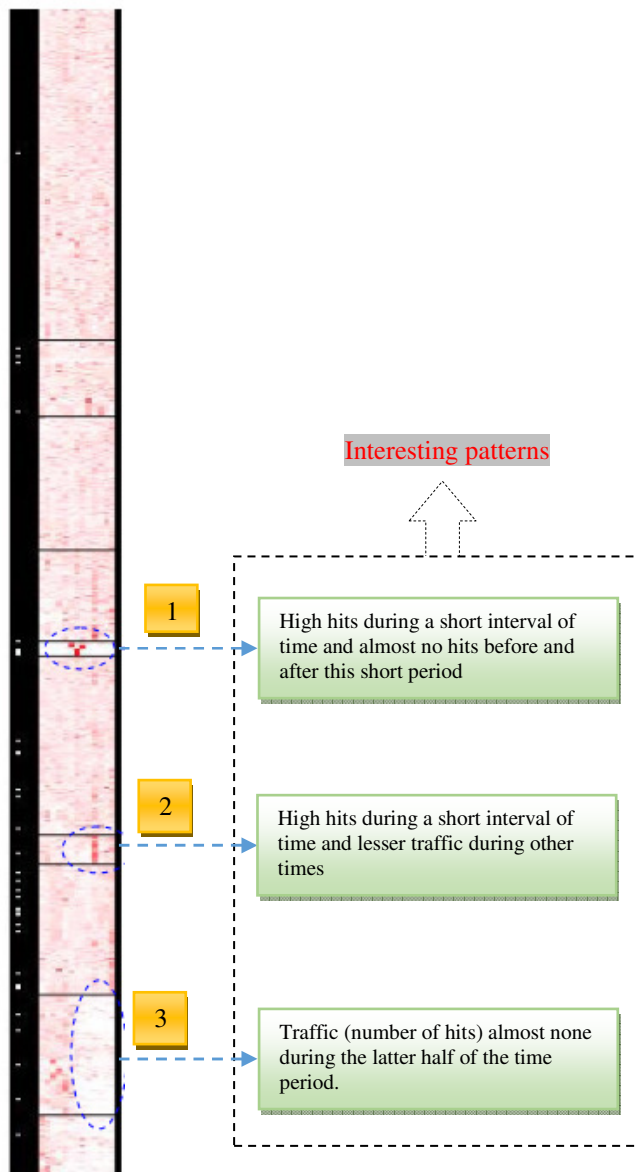 Interesting patterns
1
High hits during a short interval of
time and almost no hits before and
after this short period
2
High hits during a short interval of
time and lesser traffic during other
times
3
Traffic (number of hits) almost none
during the latter half of the time
period.